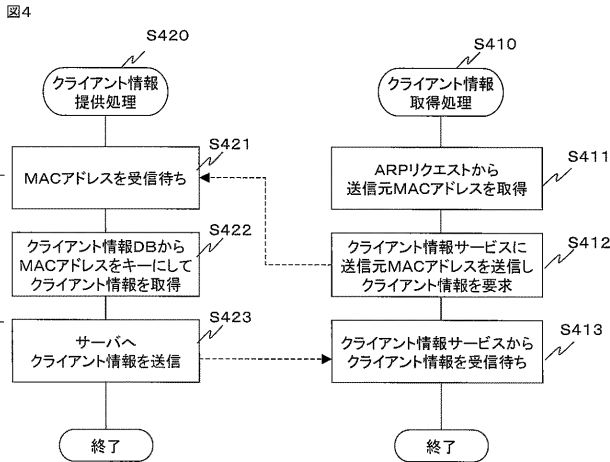 図4
S420
クライアント情報
提供処理
S421
MACアドレスを受信待ち
S422
クライアント情報DBから
MACアドレスをキーにして
クライアント情報を取得
S423
サーバへ
クライアント情報を送信
終了
S410
クライアント情報
取得処理
S411
ARPリクエストから
送信元MACアドレスを取得
S412
クライアント情報サービスに
送信元MACアドレスを送信し
クライアント情報を要求
S413
クライアント情報サービスから
クライアント情報を受信待ち
終了